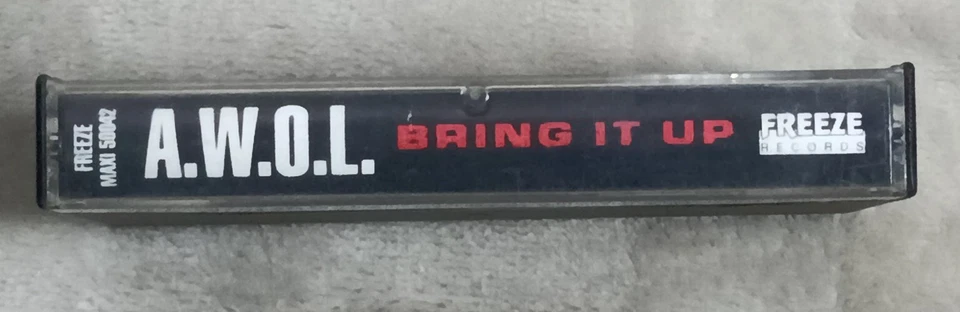 FREEZE
MAXI 50042
A.W.O.L.
BRING IT UP
FREEZE
RECORDS